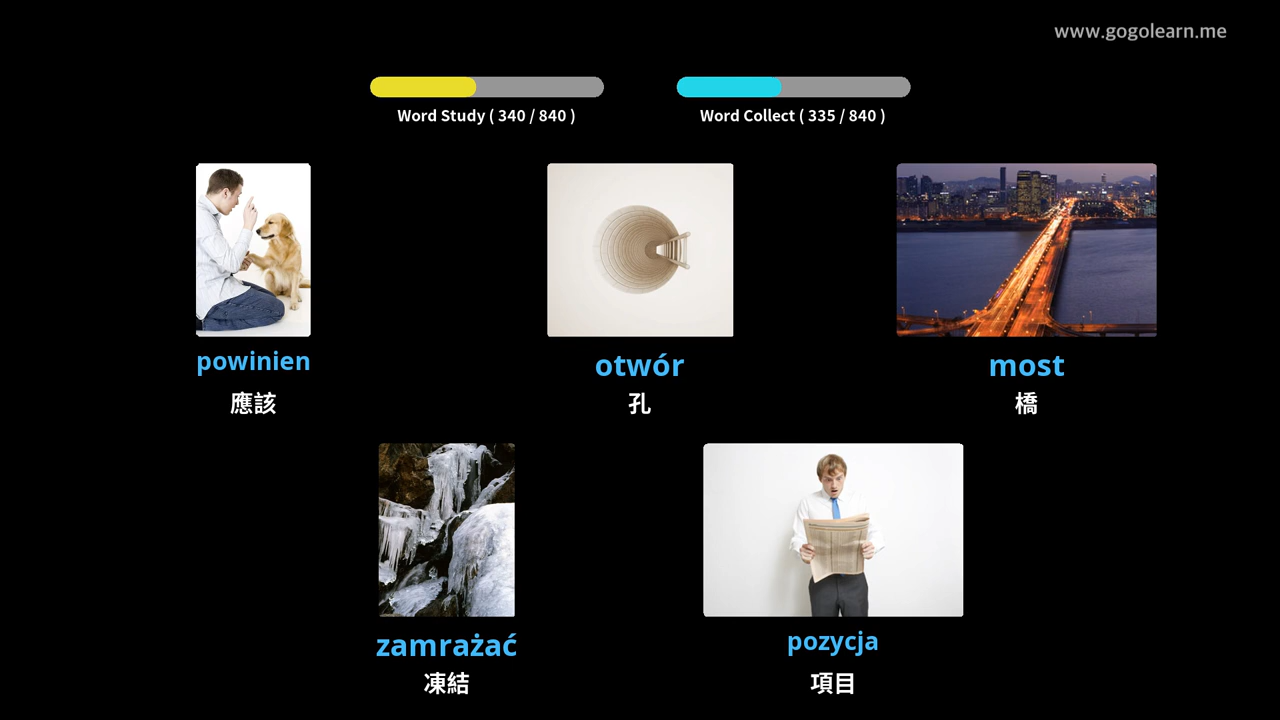 www.gogolearn.me
Word Study ( 340 / 840 )
Word Collect ( 335 / 840 )
powinien
應該
otwór
孔
most
橋
zamrażać
凍結
pozycja
項目